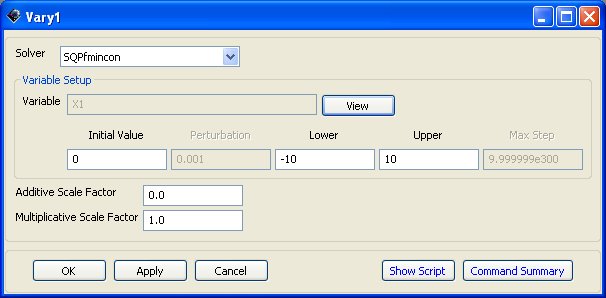 Vary1
Solver SQPfmincon
Variable Setup
Variable X1 View
Initial Value Perturbation Lower Upper Max Step
0 0.001 -10 10 9.999999e300
Additive Scale Factor 0.0
Multiplicative Scale Factor 1.0
OK Apply Cancel Show Script Command Summary